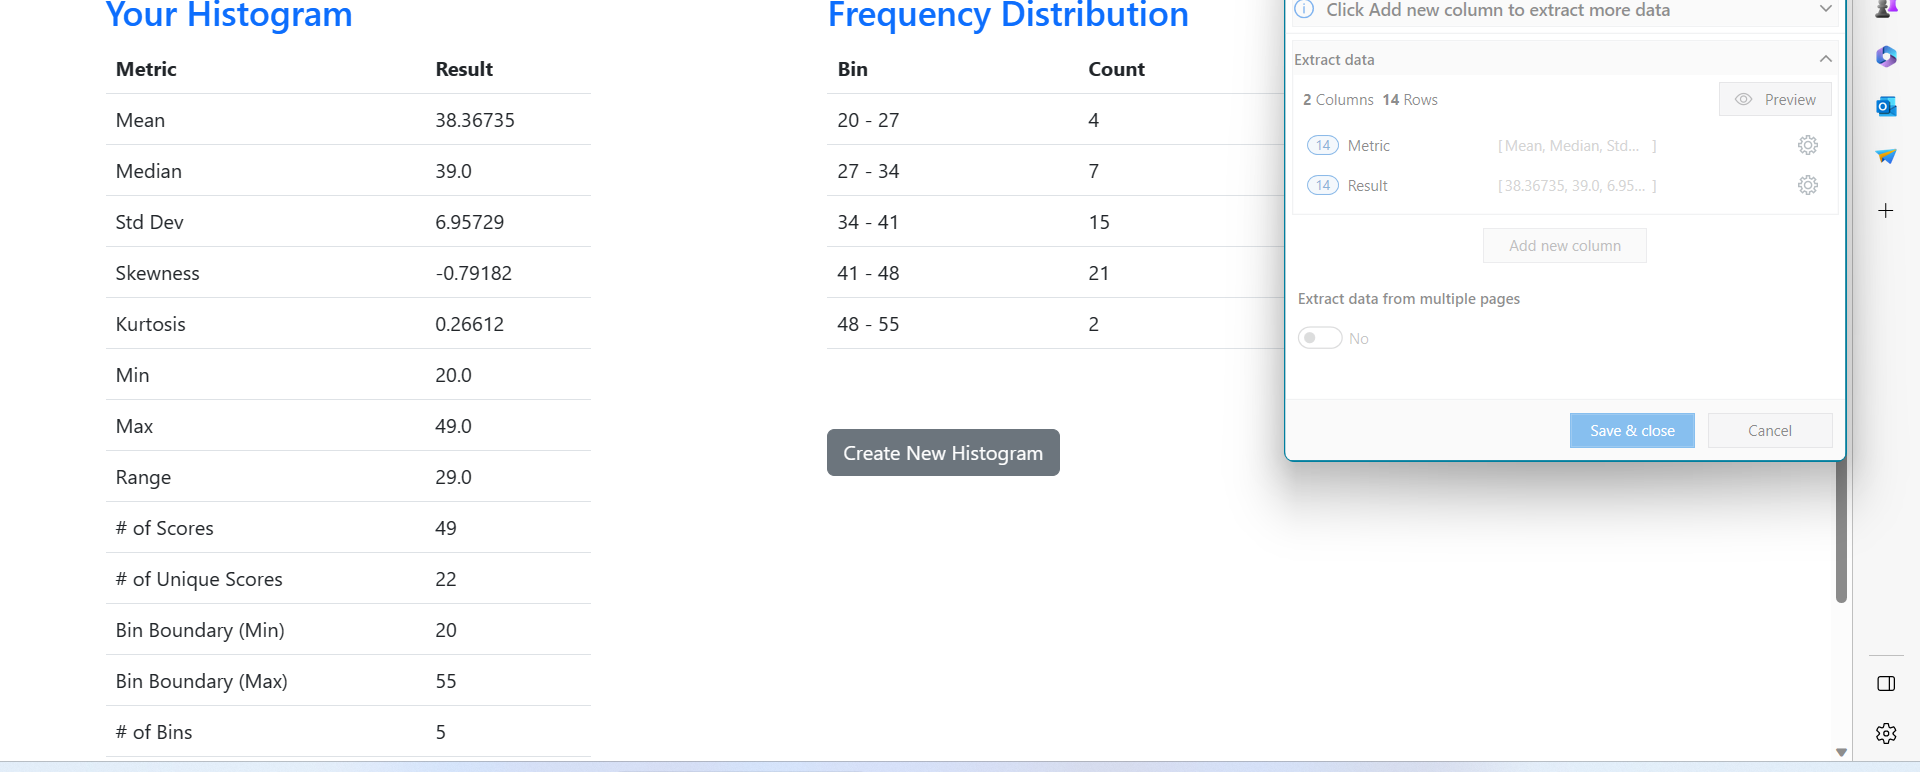 Your Histogram
Metric Result
Mean 38.36735
Median 39.0
Std Dev 6.95729
Skewness -0.79182
Kurtosis 0.26612
Min 20.0
Max 49.0
Range 29.0
# of Scores 49
# of Unique Scores 22
Bin Boundary (Min) 20
Bin Boundary (Max) 55
# of Bins 5
Frequency Distribution
Bin Count
20 - 27 4
27 - 34 7
34 - 41 15
41 - 48 21
48 - 55 2
Create New Histogram
Click Add new column to extract more data
Extract data
2 Columns 14 Rows
Preview
14 Metric [ Mean, Median, Std... ]
14 Result [ 38.36735, 39.0, 6.95... ]
Add new column
Extract data from multiple pages
No
Save & close Cancel